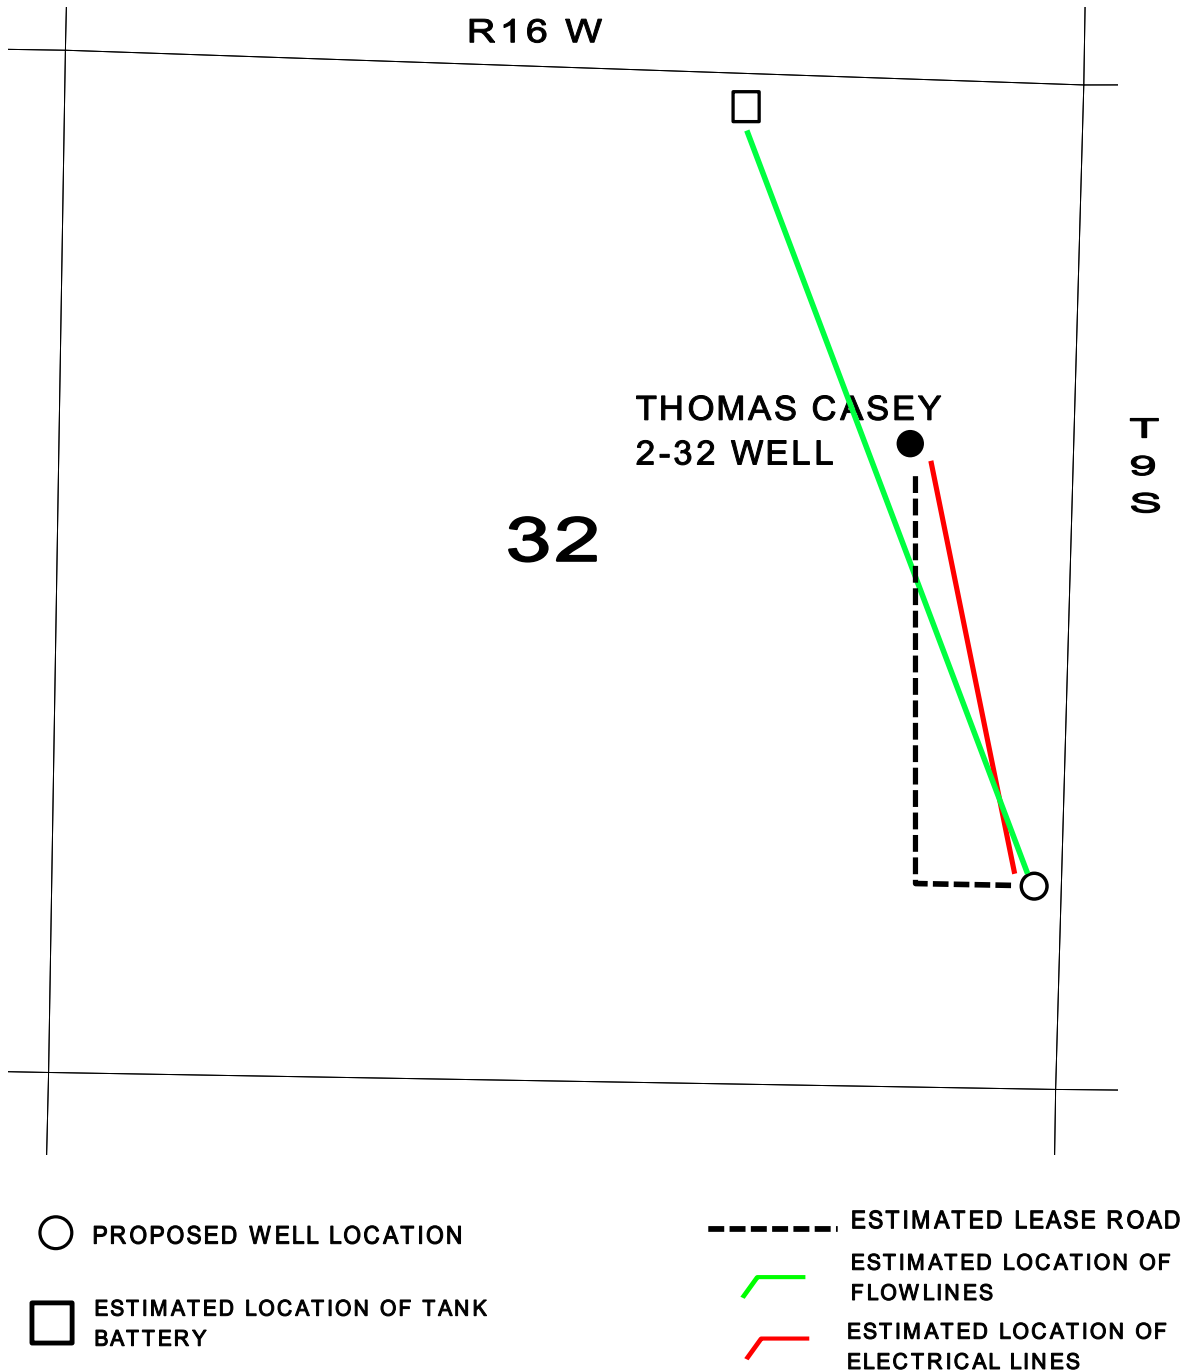 R16 W
THOMAS CASEY
2-32 WELL
T
9
S
32
PROPOSED WELL LOCATION
ESTIMATED LOCATION OF TANK
BATTERY
ESTIMATED LEASE ROAD
ESTIMATED LOCATION OF
FLOWLINES
ESTIMATED LOCATION OF
ELECTRICAL LINES